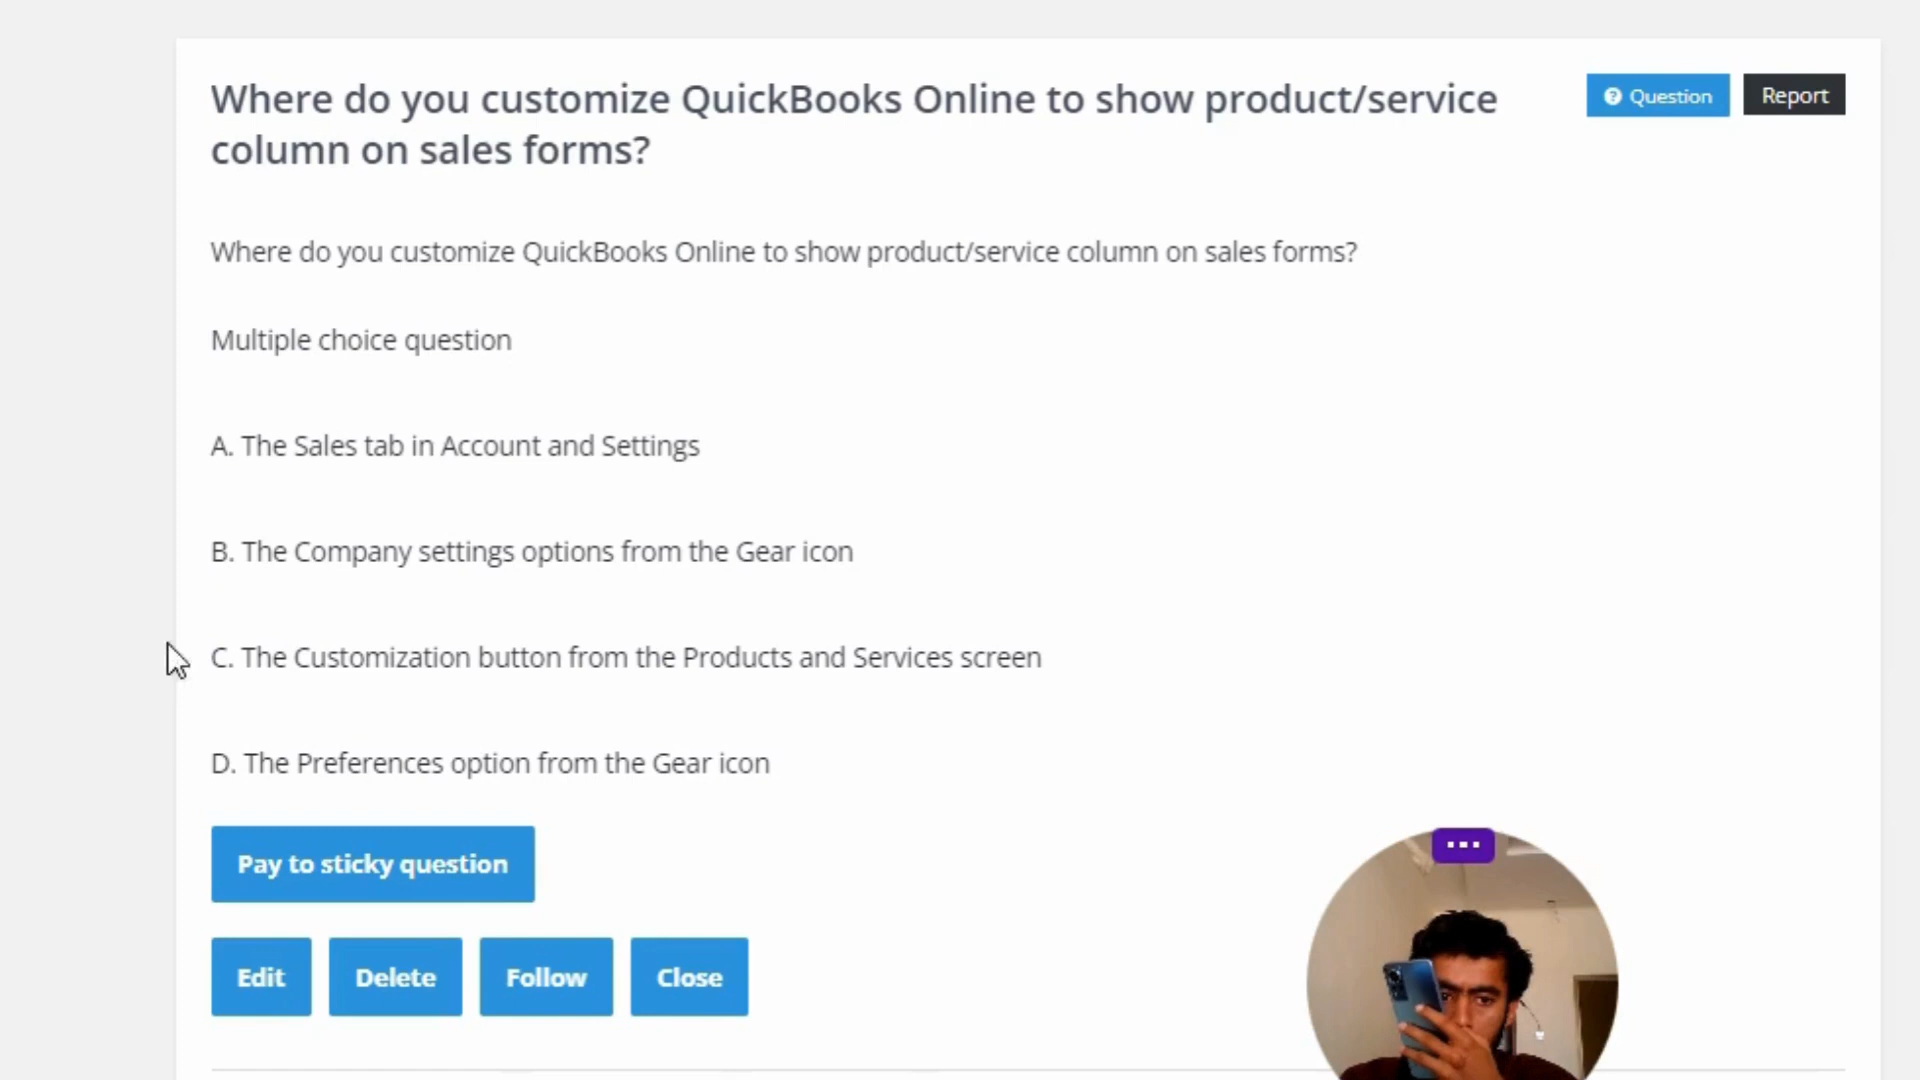 Where do you customize QuickBooks Online to show product/service
column on sales forms?
Question
Report
Where do you customize QuickBooks Online to show product/service column on sales forms?
Multiple choice question
A. The Sales tab in Account and Settings
B. The Company settings options from the Gear icon
C. The Customization button from the Products and Services screen
D. The Preferences option from the Gear icon
Pay to sticky question
Edit
Delete
Follow
Close